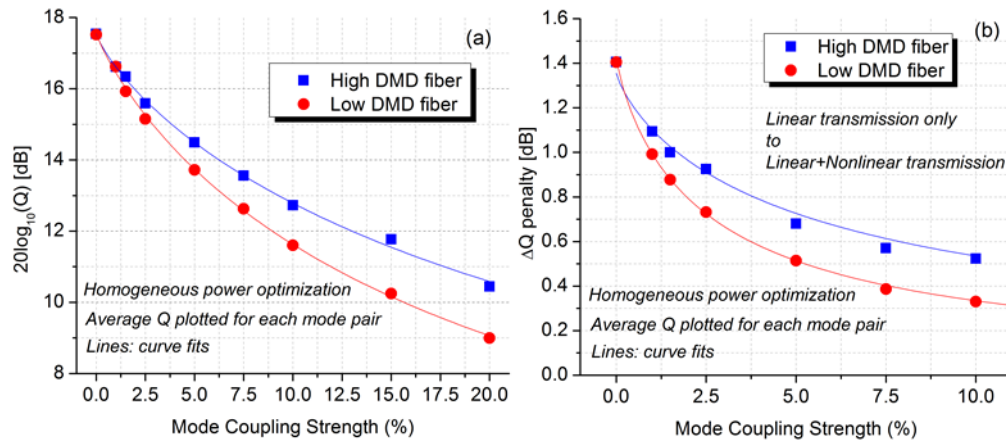 (a)
High DMD fiber
Low DMD fiber
20log10(Q) [dB]
18
16
14
12
10
8
Homogeneous power optimization
Average Q plotted for each mode pair
Lines: curve fits
0.0 2.5 5.0 7.5 10.0 12.5 15.0 17.5 20.0
Mode Coupling Strength (%)
(b)
High DMD fiber
Low DMD fiber
Linear transmission only
to
Linear+Nonlinear transmission
ΔQ penalty [dB]
1.6
1.4
1.2
1.0
0.8
0.6
0.4
0.2
0.0
Homogeneous power optimization
Average Q plotted for each mode pair
Lines: curve fits
0.0 2.5 5.0 7.5 10.0
Mode Coupling Strength (%)